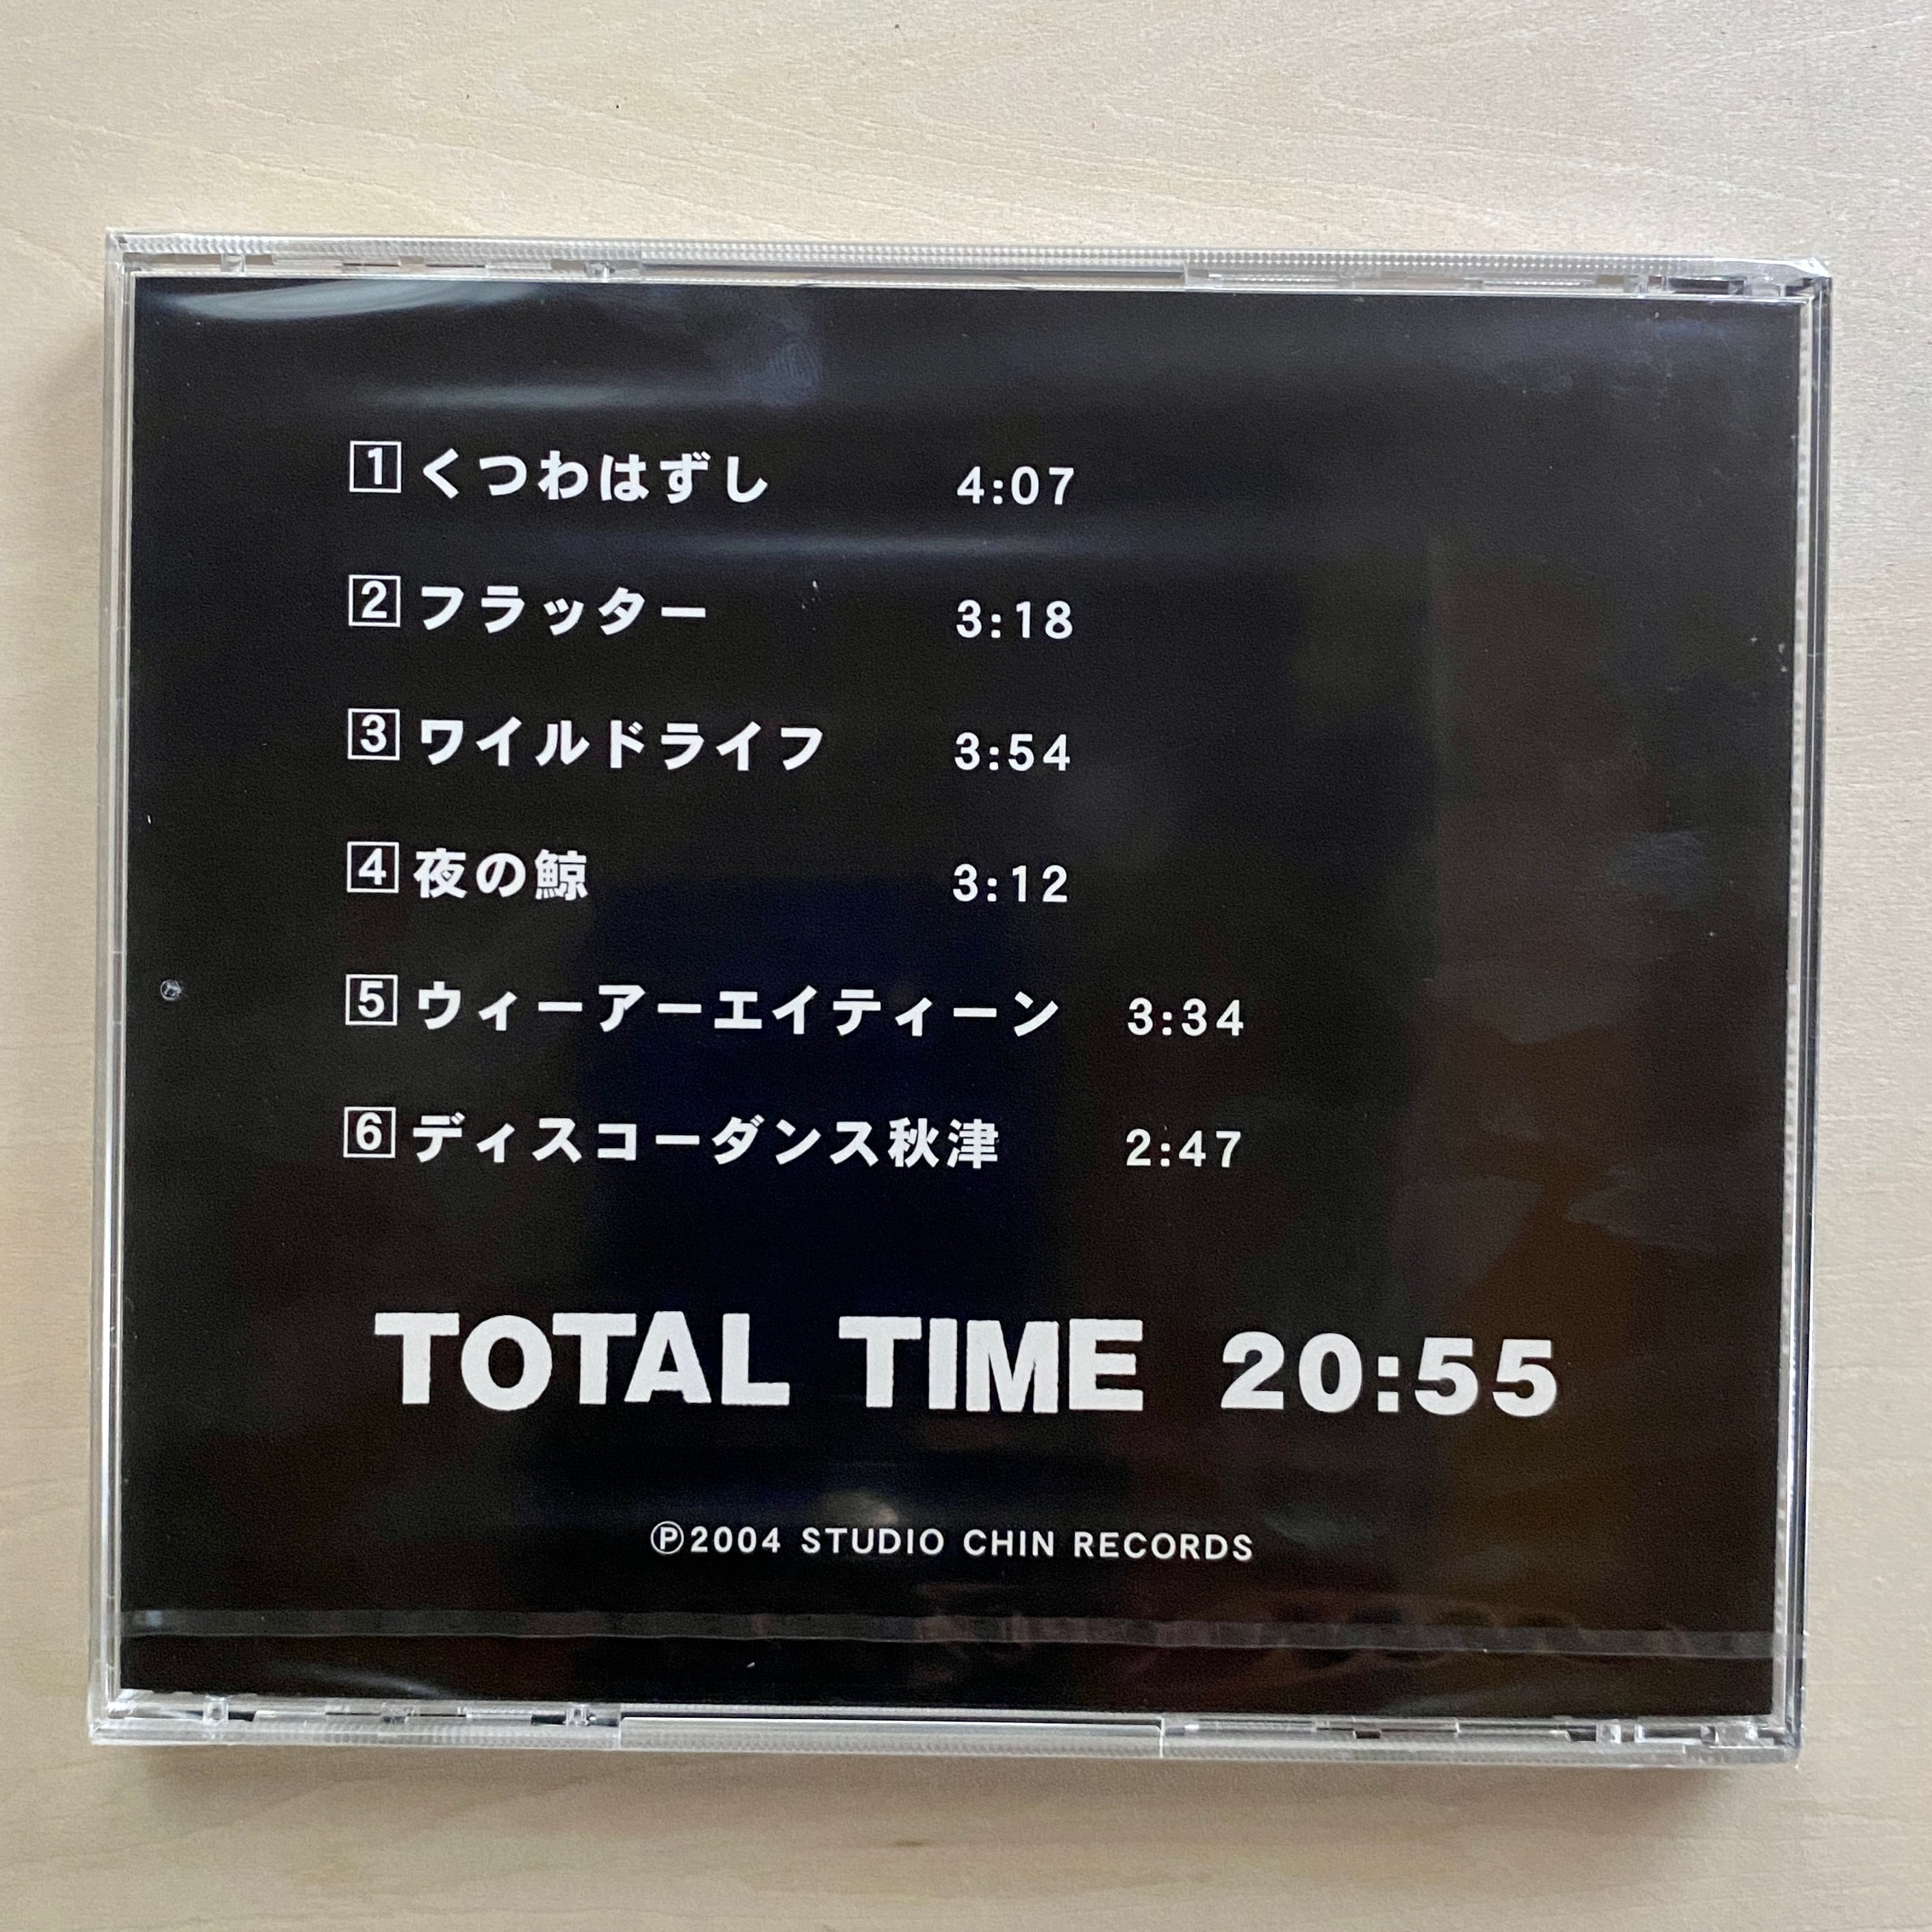 1 くつわはずし 4:07
2 フラッター 3:18
3 ワイルドライフ 3:54
4 夜の鯨 3:12
5 ウィーアーエイティーン 3:34
6 ディスコーダンス秋津 2:47
TOTAL TIME 20:55
℗2004 STUDIO CHIN RECORDS